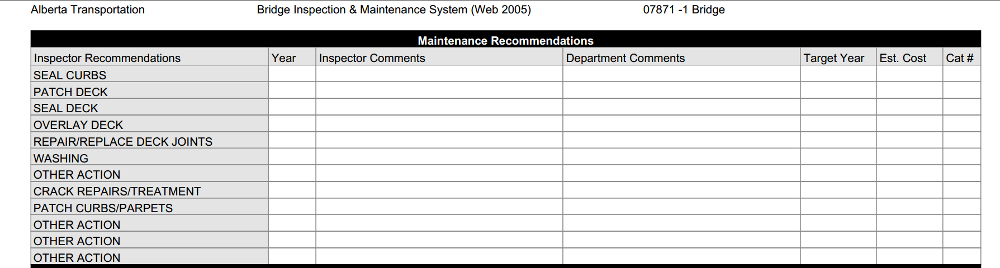 Alberta Transportation Bridge Inspection & Maintenance System (Web 2005) 07871 -1 Bridge
Maintenance Recommendations
Inspector Recommendations Year Inspector Comments Department Comments Target Year Est. Cost Cat #
SEAL CURBS
PATCH DECK
SEAL DECK
OVERLAY DECK
REPAIR/REPLACE DECK JOINTS
WASHING
OTHER ACTION
CRACK REPAIRS/TREATMENT
PATCH CURBS/PARPETS
OTHER ACTION
OTHER ACTION
OTHER ACTION